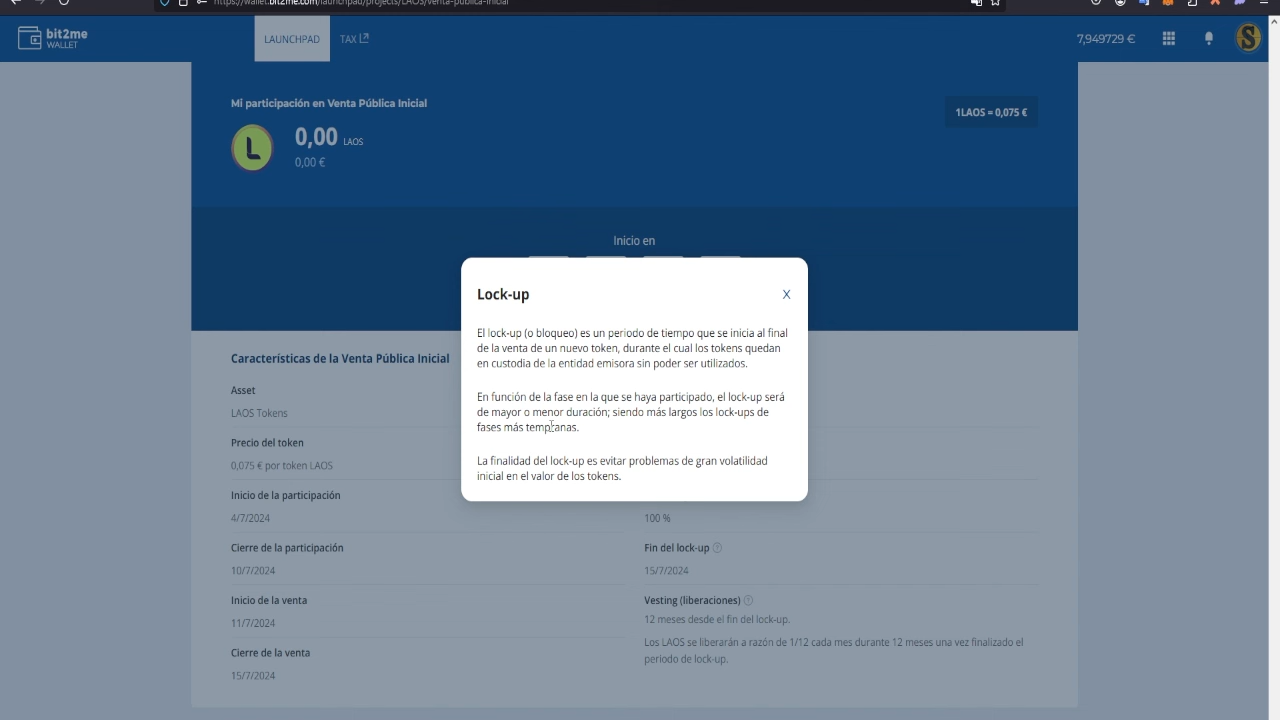 https://wallet.bit2me.com/launchpad/projects/LAOS/venta-publica-inicial
bit2me
WALLET
LAUNCHPAD
TAX
7,949729 €
Mi participación en Venta Pública Inicial
1LAOS = 0,075 €
0,00 LAOS
0,00 €
Inicio en
Lock-up
X
El lock-up (o bloqueo) es un periodo de tiempo que se inicia al final
de la venta de un nuevo token, durante el cual los tokens quedan
en custodia de la entidad emisora sin poder ser utilizados.
En función de la fase en la que se haya participado, el lock-up será
de mayor o menor duración; siendo más largos los lock-ups de
fases más tempranas.
La finalidad del lock-up es evitar problemas de gran volatilidad
inicial en el valor de los tokens.
Características de la Venta Pública Inicial
Asset
LAOS Tokens
Precio del token
0,075 € por token LAOS
Inicio de la participación
4/7/2024
Cierre de la participación
10/7/2024
Inicio de la venta
11/7/2024
Cierre de la venta
15/7/2024
100 %
Fin del lock-up ?
15/7/2024
Vesting (liberaciones) ?
12 meses desde el fin del lock-up.
Los LAOS se liberarán a razón de 1/12 cada mes durante 12 meses una vez finalizado el
periodo de lock-up.